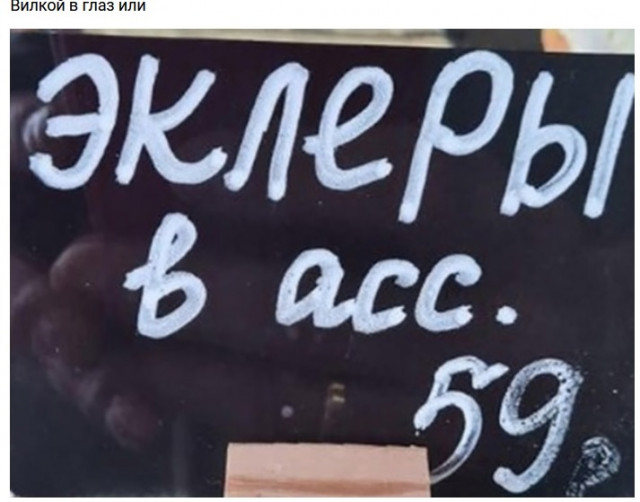 Вилкой в глаз или
эклеры
в асс.
59₽